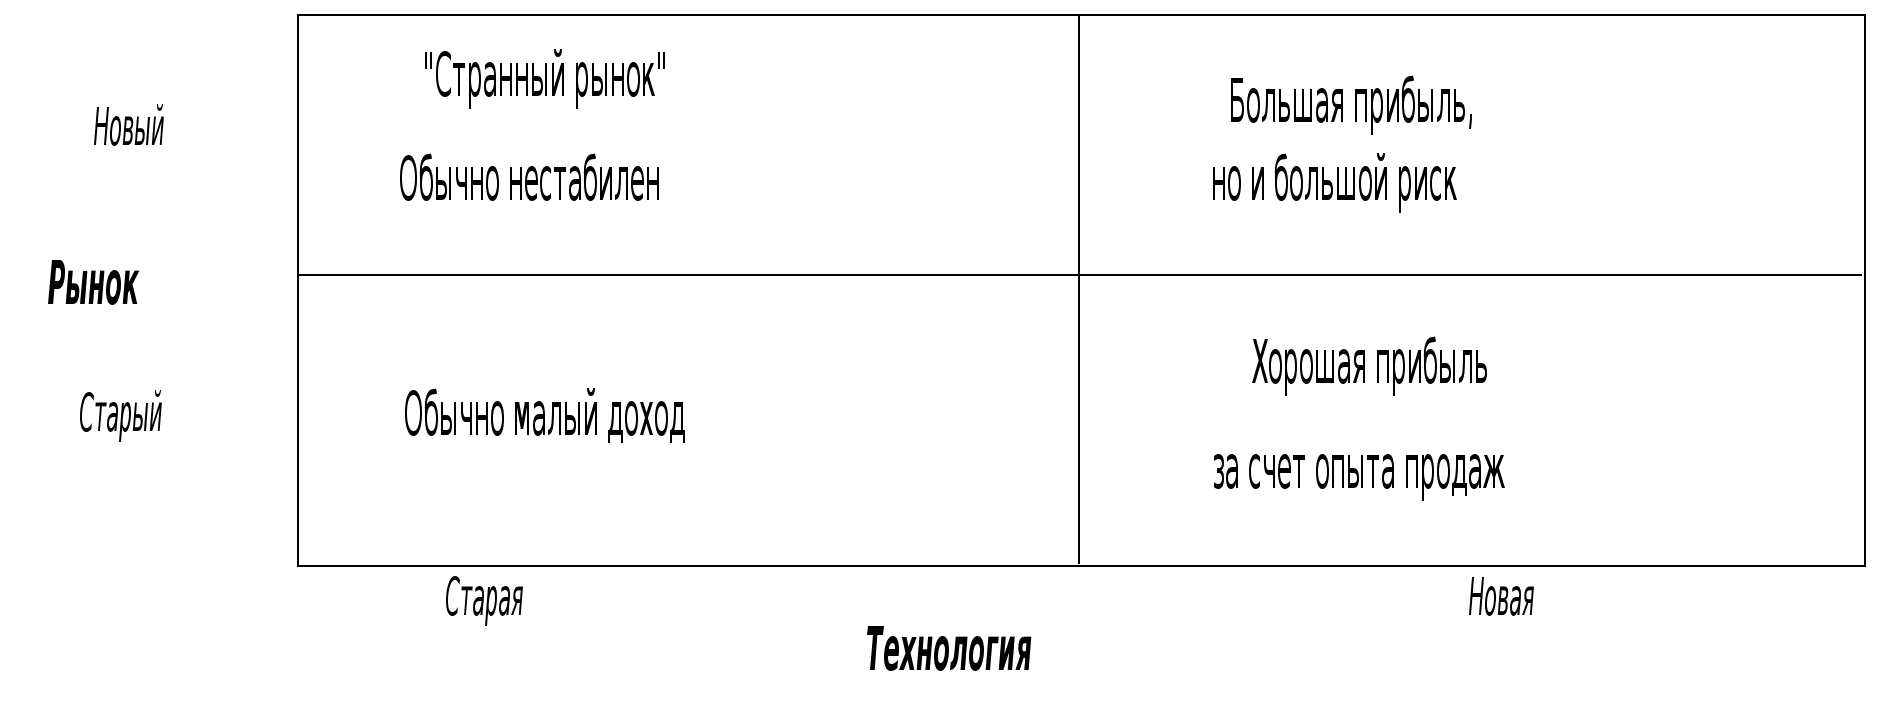 "Странный рынок"
Обычно нестабилен
Большая прибыль,
но и большой риск
Новый
Рынок
Старый
Обычно малый доход
Хорошая прибыль
за счет опыта продаж
Старая
Новая
Технология